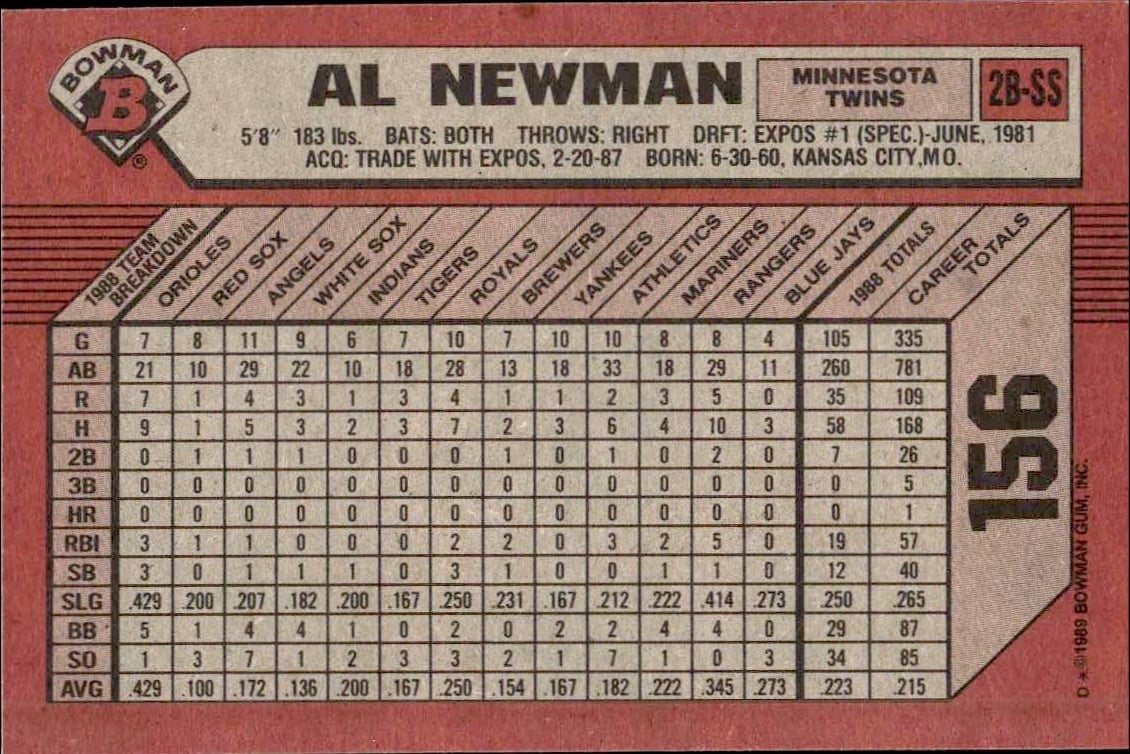 BOWMAN
B
®
AL NEWMAN
MINNESOTA
TWINS
2B-SS
5'8" 183 lbs. BATS: BOTH THROWS: RIGHT DRFT: EXPOS #1 (SPEC.)-JUNE, 1981
ACQ: TRADE WITH EXPOS, 2-20-87 BORN: 6-30-60, KANSAS CITY,MO.
1988 TEAM
BREAKDOWN
ORIOLES
RED SOX
ANGELS
WHITE SOX
INDIANS
TIGERS
ROYALS
BREWERS
YANKEES
ATHLETICS
MARINERS
RANGERS
BLUE JAYS
1988 TOTALS
CAREER
TOTALS
G 7 8 11 9 6 7 10 7 10 10 8 8 4 105 335
AB 21 10 29 22 10 18 28 13 18 33 18 29 11 260 781
R 7 1 4 3 1 3 4 1 1 2 3 5 0 35 109
H 9 1 5 3 2 3 7 2 3 6 4 10 3 58 168
2B 0 1 1 1 0 0 0 1 0 1 0 2 0 7 26
3B 0 0 0 0 0 0 0 0 0 0 0 0 0 0 5
HR 0 0 0 0 0 0 0 0 0 0 0 0 0 0 1
RBI 3 1 1 0 0 0 2 2 0 3 2 5 0 19 57
SB 3 0 1 1 1 0 3 1 0 0 1 1 0 12 40
SLG .429 .200 .207 .182 .200 .167 .250 .231 .167 .212 .222 .414 .273 .250 .265
BB 5 1 4 4 1 0 2 0 2 2 4 4 0 29 87
SO 1 3 7 1 2 3 3 2 1 7 1 0 3 34 85
AVG .429 .100 .172 .136 .200 .167 .250 .154 .167 .182 .222 .345 .273 .223 .215
156
D *©1989 BOWMAN GUM, INC.